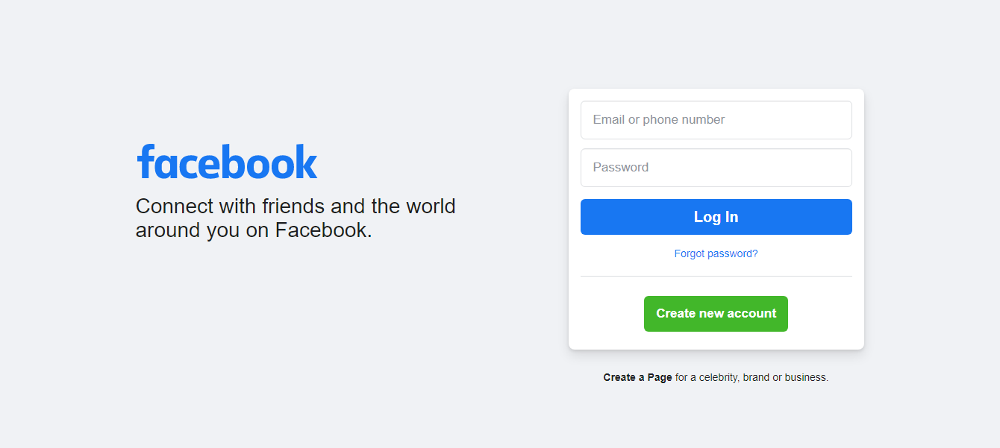 facebook
Connect with friends and the world
around you on Facebook.
Email or phone number
Password
Log In
Forgot password?
Create new account
Create a Page for a celebrity, brand or business.